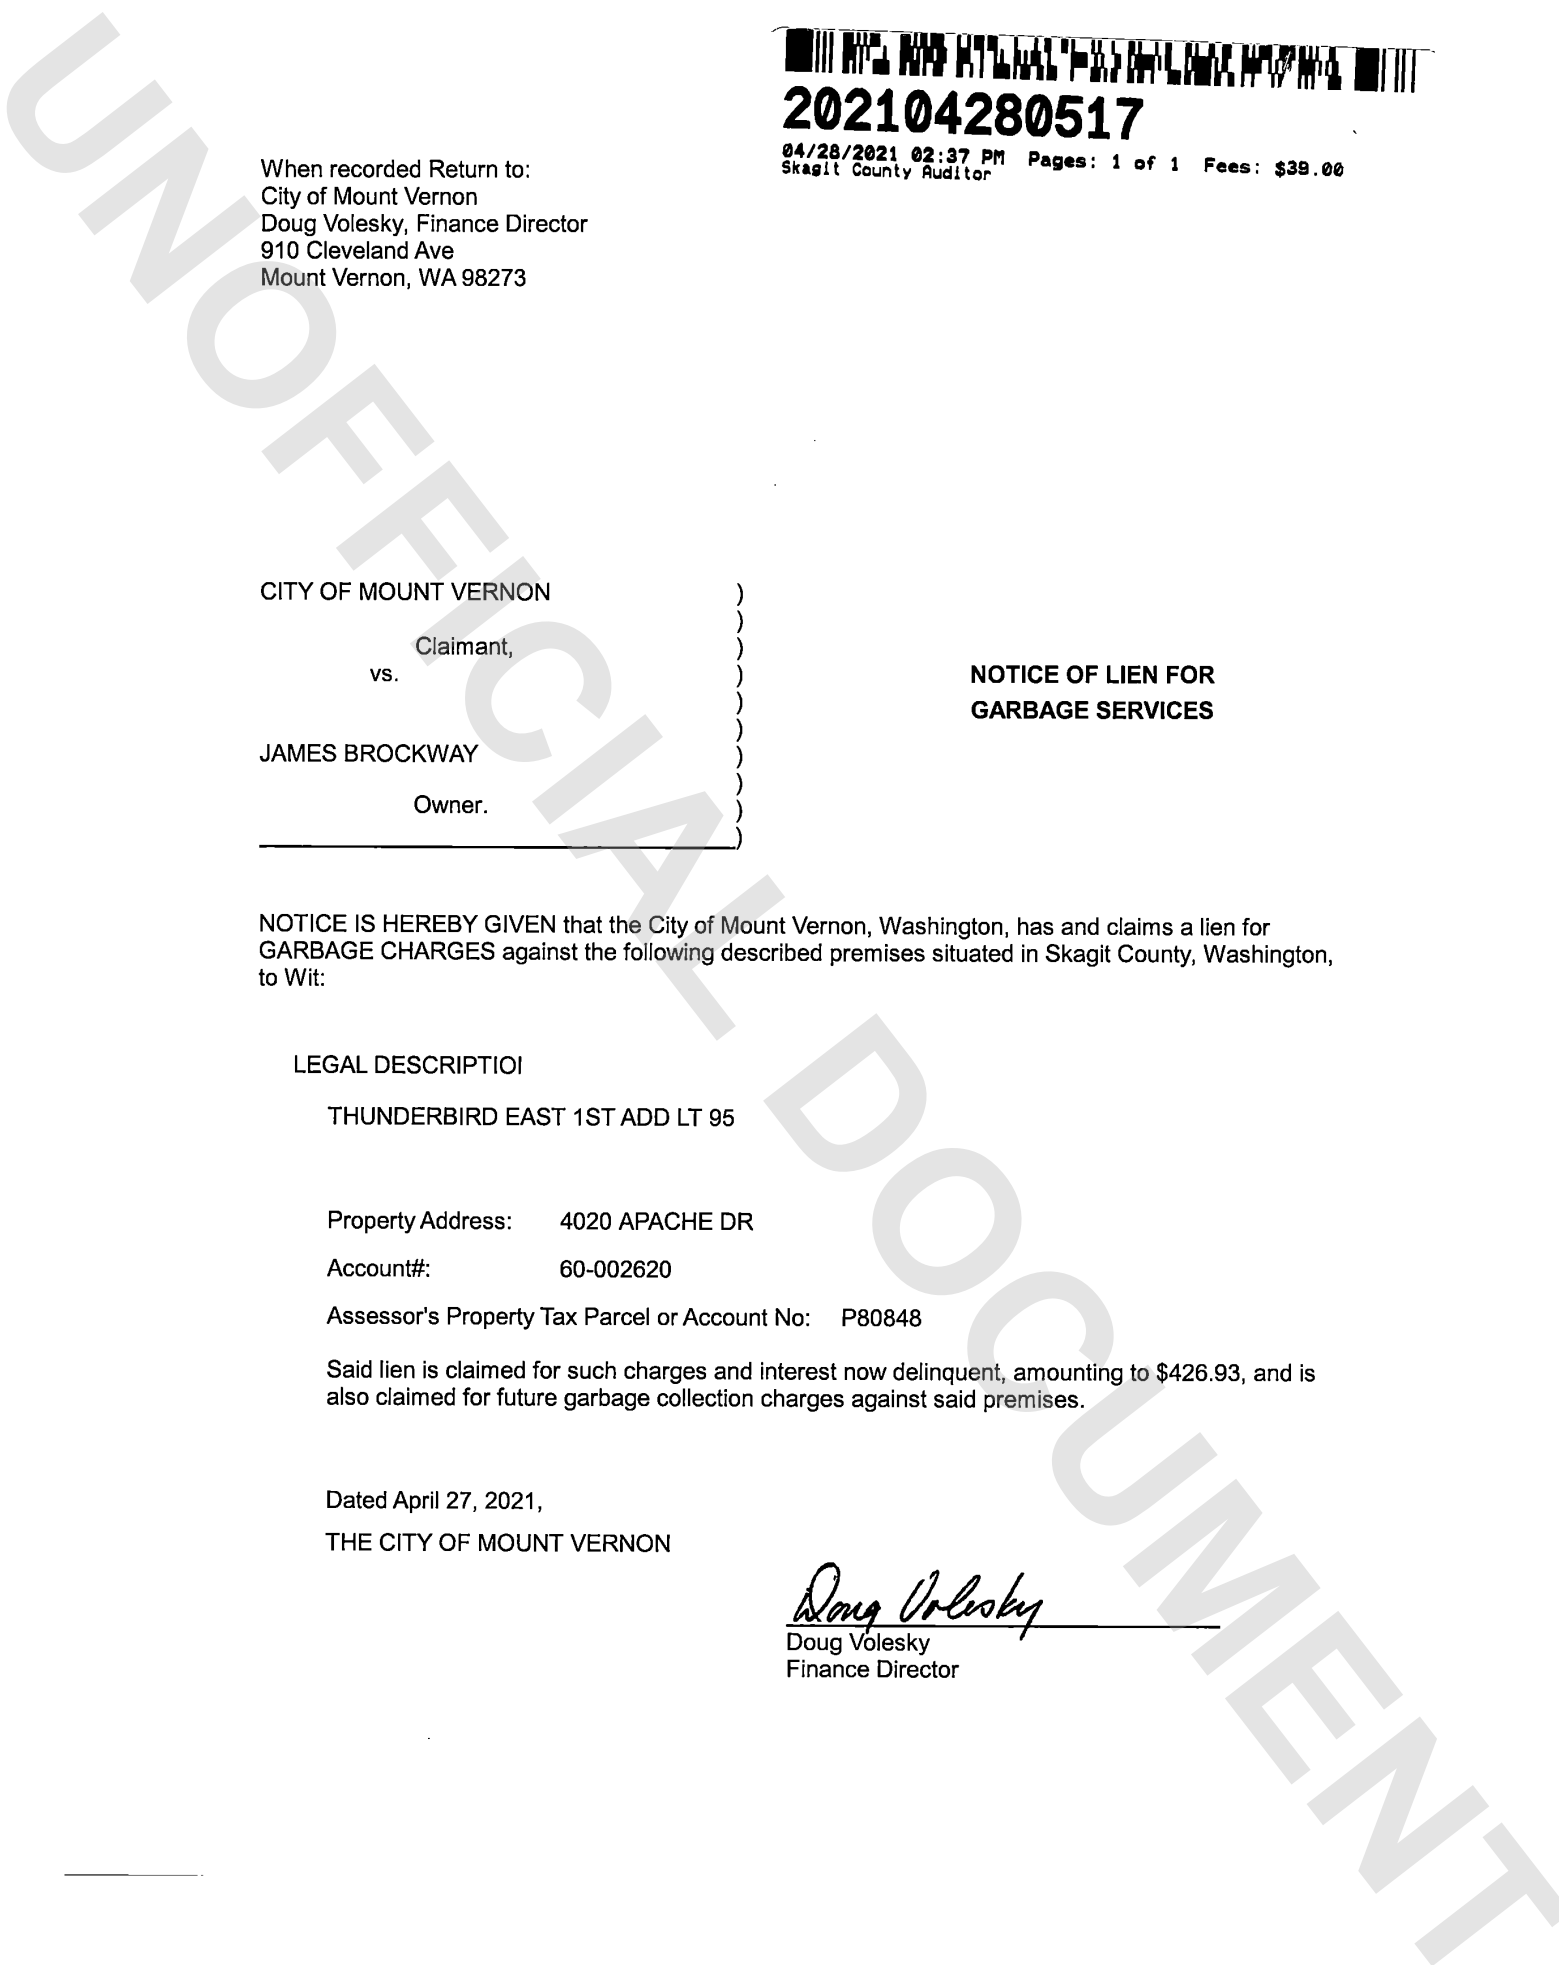 202104280517
04/28/2021 02:37 PM Pages: 1 of 1 Fees: $39.00
Skagit County Auditor
When recorded Return to:
City of Mount Vernon
Doug Volesky, Finance Director
910 Cleveland Ave
Mount Vernon, WA 98273
CITY OF MOUNT VERNON )
)
Claimant, )
vs. )
)
)
JAMES BROCKWAY )
)
Owner. )
)
NOTICE OF LIEN FOR
GARBAGE SERVICES
NOTICE IS HEREBY GIVEN that the City of Mount Vernon, Washington, has and claims a lien for
GARBAGE CHARGES against the following described premises situated in Skagit County, Washington,
to Wit:
LEGAL DESCRIPTIOI
THUNDERBIRD EAST 1ST ADD LT 95
Property Address: 4020 APACHE DR
Account#: 60-002620
Assessor's Property Tax Parcel or Account No: P80848
Said lien is claimed for such charges and interest now delinquent, amounting to $426.93, and is
also claimed for future garbage collection charges against said premises.
Dated April 27, 2021,
THE CITY OF MOUNT VERNON
Doug Volesky
Doug Volesky
Finance Director
UNOFFICIAL DOCUMENT